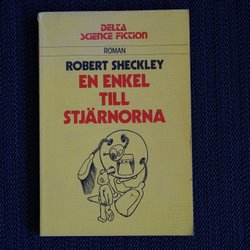 DELTA
SCIENCE FICTION
ROMAN
ROBERT SHECKLEY
EN ENKEL
TILL
STJÄRNORNA